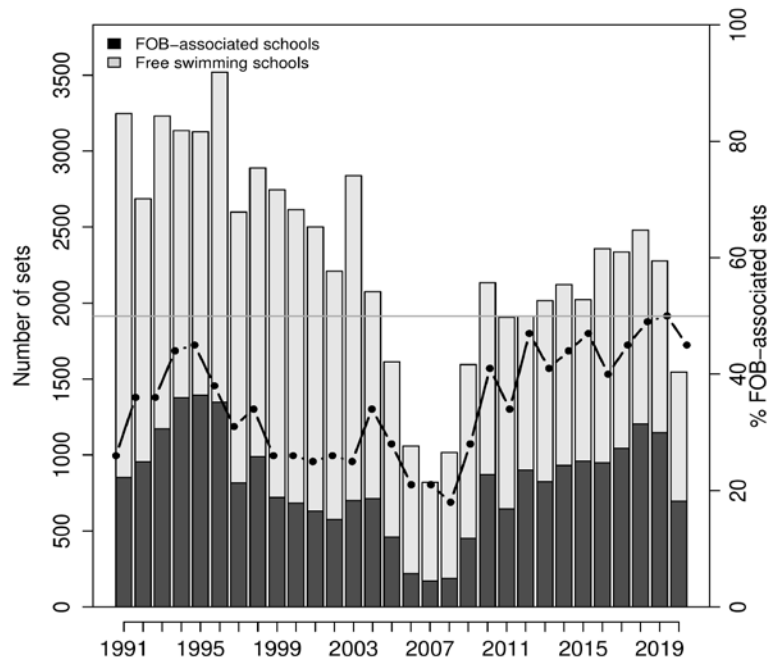 FOB−associated schools
Free swimming schools
Number of sets
0
500
1000
1500
2000
2500
3000
3500
% FOB−associated sets
0
20
40
60
80
100
1991 1995 1999 2003 2007 2011 2015 2019